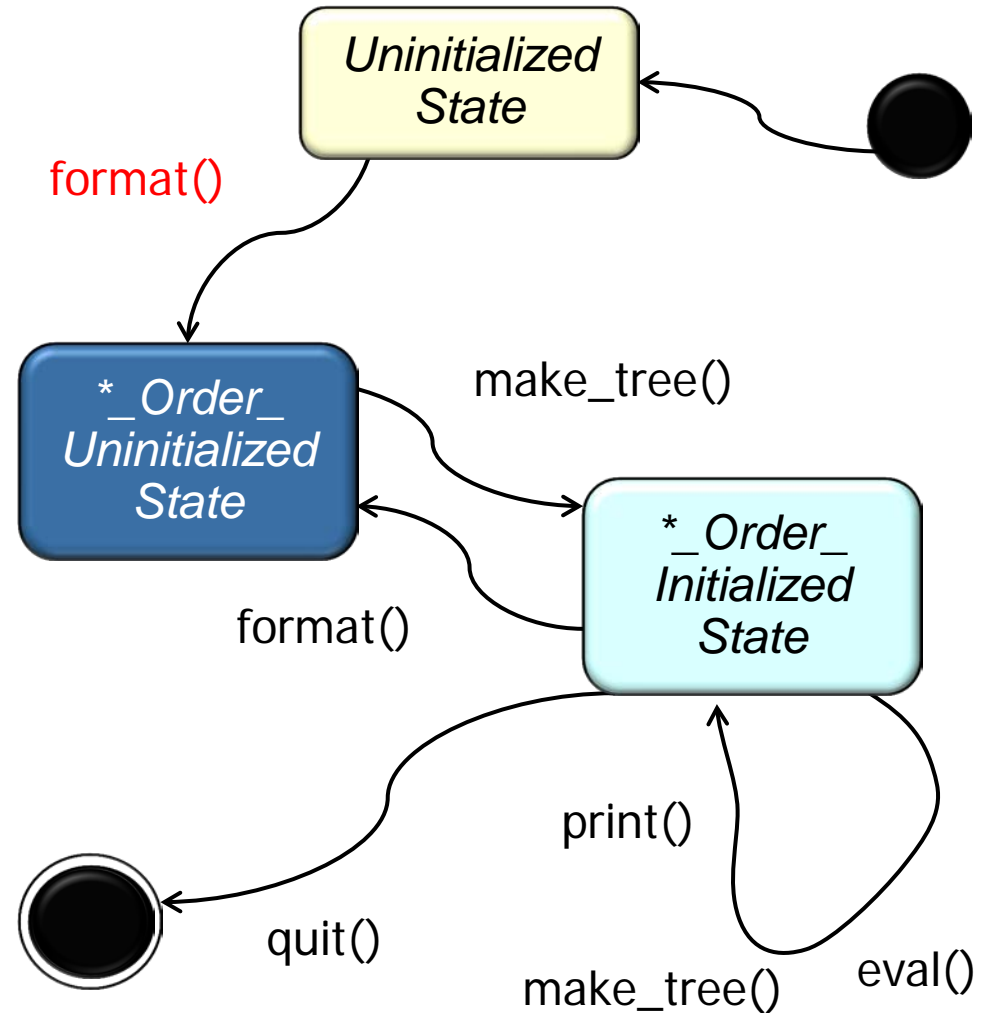 Uninitialized
State
format()
*_Order_
Uninitialized
State
make_tree()
*_Order_
Initialized
State
format()
print()
quit()
make_tree()
eval()